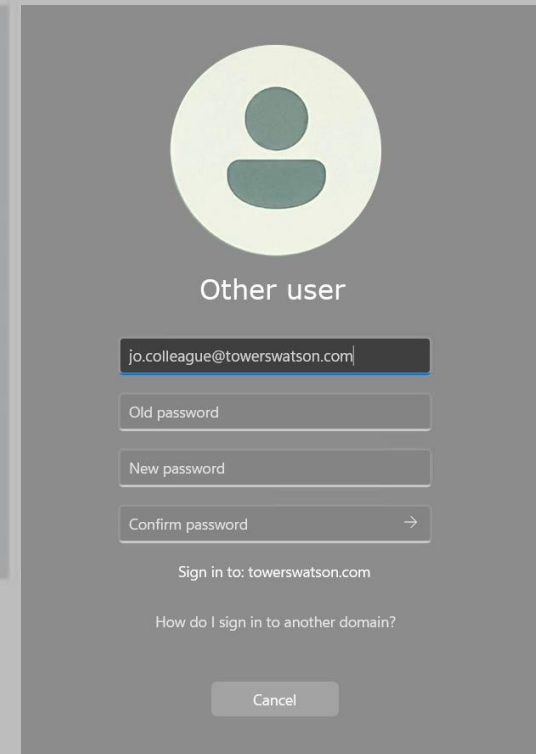 Other user
jo.colleague@towerswatson.com
Old password
New password
Confirm password
Sign in to: towerswatson.com
How do I sign in to another domain?
Cancel